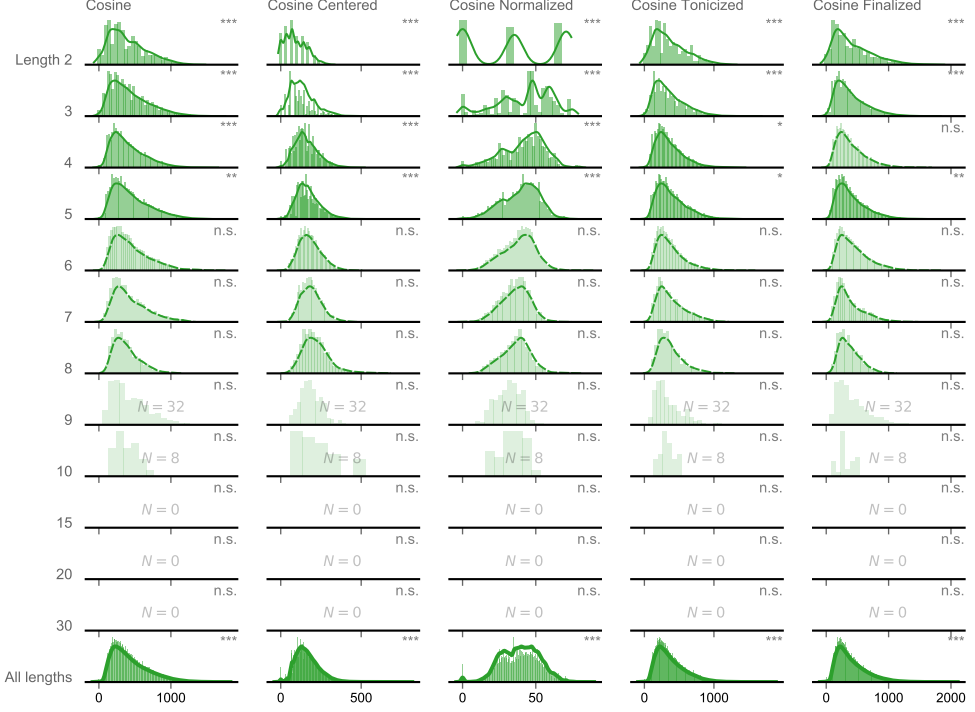 Cosine Cosine Centered Cosine Normalized Cosine Tonicized Cosine Finalized
Length 2 *** *** *** *** ***
3 *** *** *** *** ***
4 *** *** *** * n.s.
5 ** *** *** * **
6 n.s. n.s. n.s. n.s. n.s.
7 n.s. n.s. n.s. n.s. n.s.
8 n.s. n.s. n.s. n.s. n.s.
n.s. n.s. n.s. n.s. n.s.
9 N = 32 N = 32 N = 32 N = 32 N = 32
n.s. n.s. n.s. n.s. n.s.
10 N = 8 N = 8 N = 8 N = 8 N = 8
n.s. n.s. n.s. n.s. n.s.
15 N = 0 N = 0 N = 0 N = 0 N = 0
n.s. n.s. n.s. n.s. n.s.
20 N = 0 N = 0 N = 0 N = 0 N = 0
n.s. n.s. n.s. n.s. n.s.
30 N = 0 N = 0 N = 0 N = 0 N = 0
All lengths *** *** *** *** ***
0 1000 0 500 0 50 0 1000 0 1000 2000